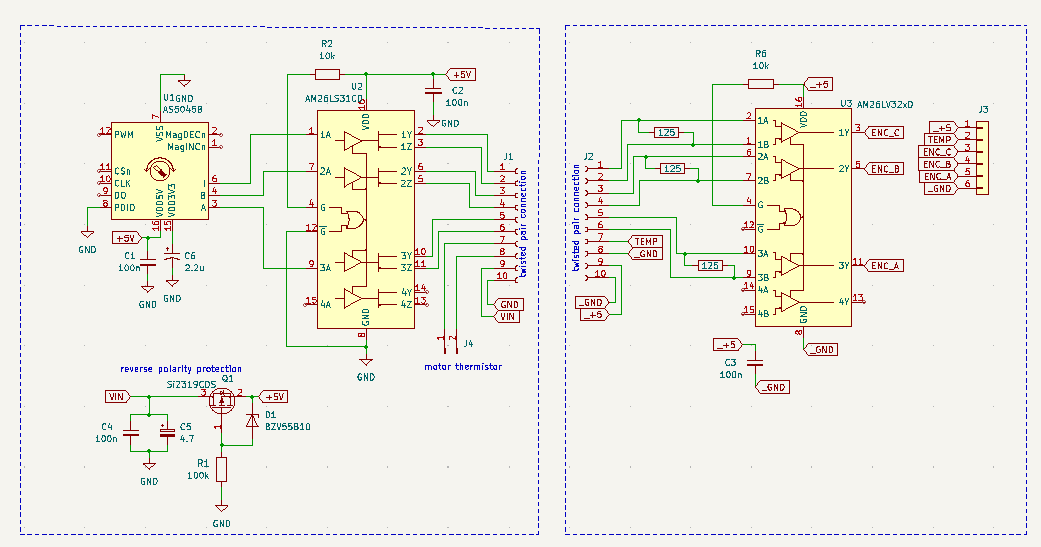 R2
10k
+5V
C2
100n
GND
U2
AM26LS31CD
VDD
16
1 1A
7 2A
4 G
12 G
9 3A
15 4A
1Y 2
1Z 3
2Y 6
2Z 5
3Y 10
3Z 11
4Y 14
4Z 13
GND
8
GND
U1
GND
AS5045B
7
VSS
12 PWM
11 CSn
10 CLK
9 DO
8 PDIO
MagDECn 2
MagINCn 1
I 6
B 4
A 3
VDD5V
VDD3V3
16
15
GND
+5V
C1
100n
GND
C6
2.2u
GND
J1
1
2
3
4
5
6
7
8
9
10
twisted pair connection
GND
VIN
1
2
J4
motor thermistor
reverse polarity protection
Q1
Si2319CDS
VIN
3
2
1
+5V
C4
100n
C5
4.7
GND
D1
BZV55B10
R1
100k
GND
J2
1
2
3
4
5
6
7
8
9
10
twisted pair connection
TEMP
_GND
_GND
_+5
125
125
125
R6
10k
_+5
U3
AM26LV32xD
16
VDD
2 1A
1 1B
6 2A
7 2B
4 G
12 G
10 3A
9 3B
14 4A
15 4B
1Y 3
2Y 5
3Y 11
4Y 13
ENC_C
ENC_B
ENC_A
GND
8
_GND
_+5
C3
100n
_GND
J3
_+5 1
TEMP 2
ENC_C 3
ENC_B 4
ENC_A 5
_GND 6